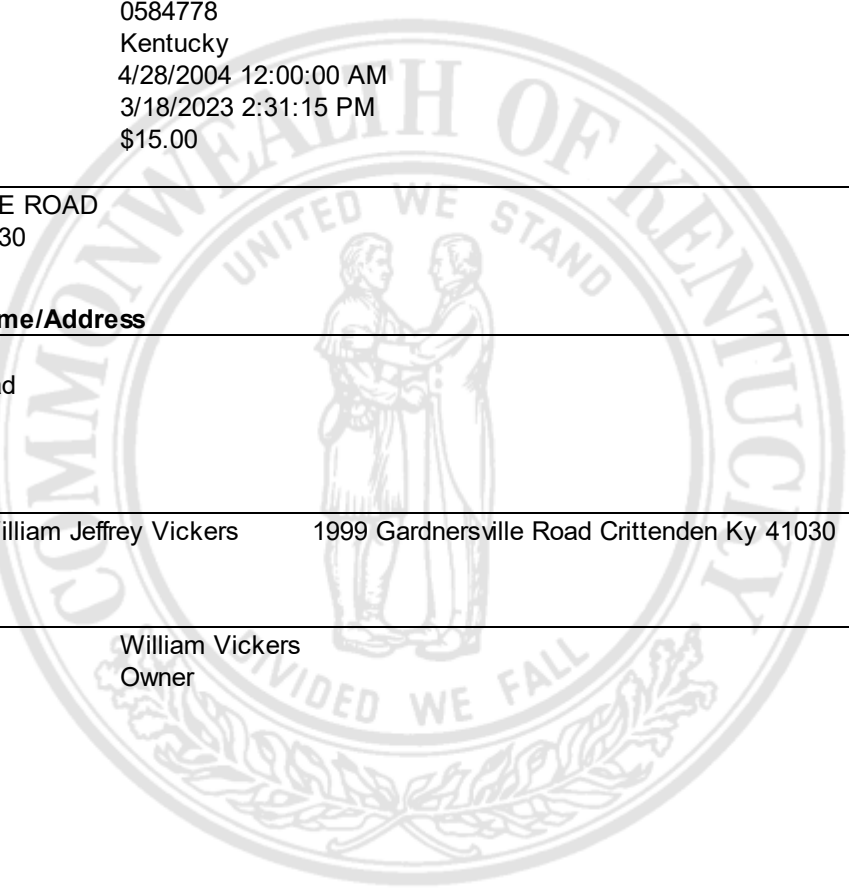 0584778
Kentucky
4/28/2004 12:00:00 AM
3/18/2023 2:31:15 PM
$15.00
E ROAD
30
me/Address
ad
illiam Jeffrey Vickers 1999 Gardnersville Road Crittenden Ky 41030
William Vickers
Owner
COMMONWEALTH OF KENTUCKY
UNITED WE STAND
DIVIDED WE FALL